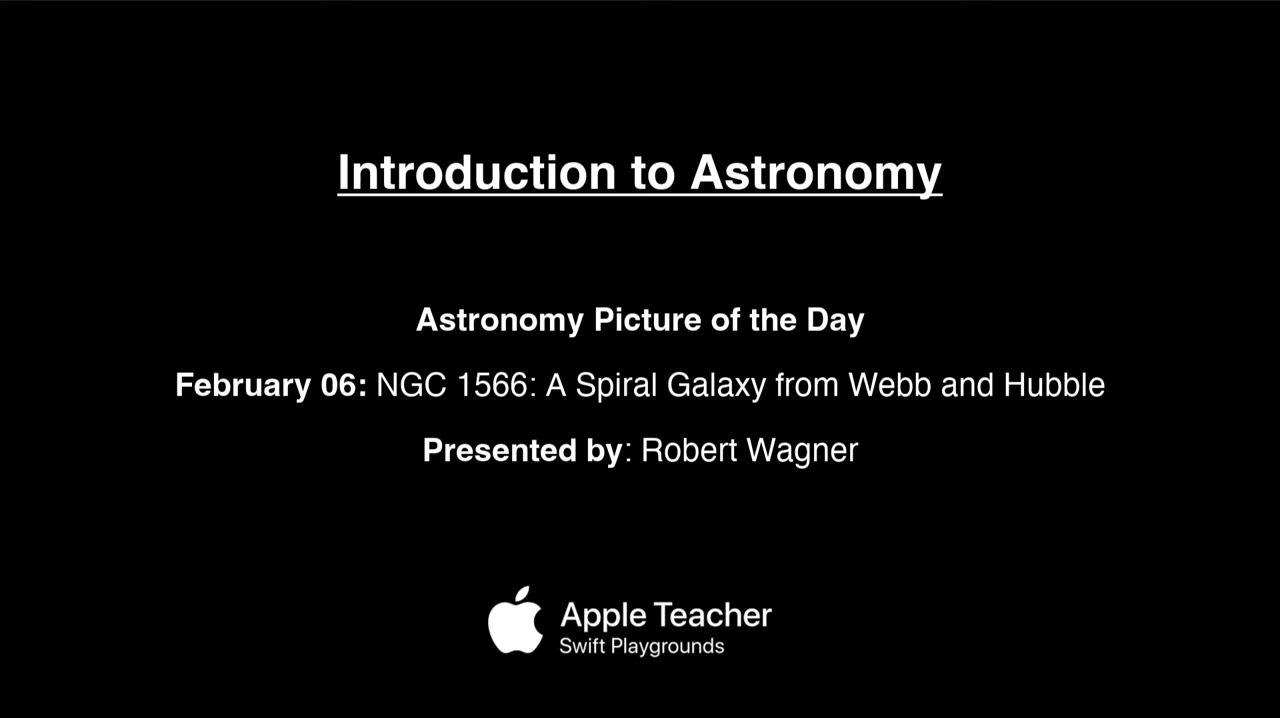 Introduction to Astronomy
Astronomy Picture of the Day
February 06: NGC 1566: A Spiral Galaxy from Webb and Hubble
Presented by: Robert Wagner
Apple Teacher
Swift Playgrounds